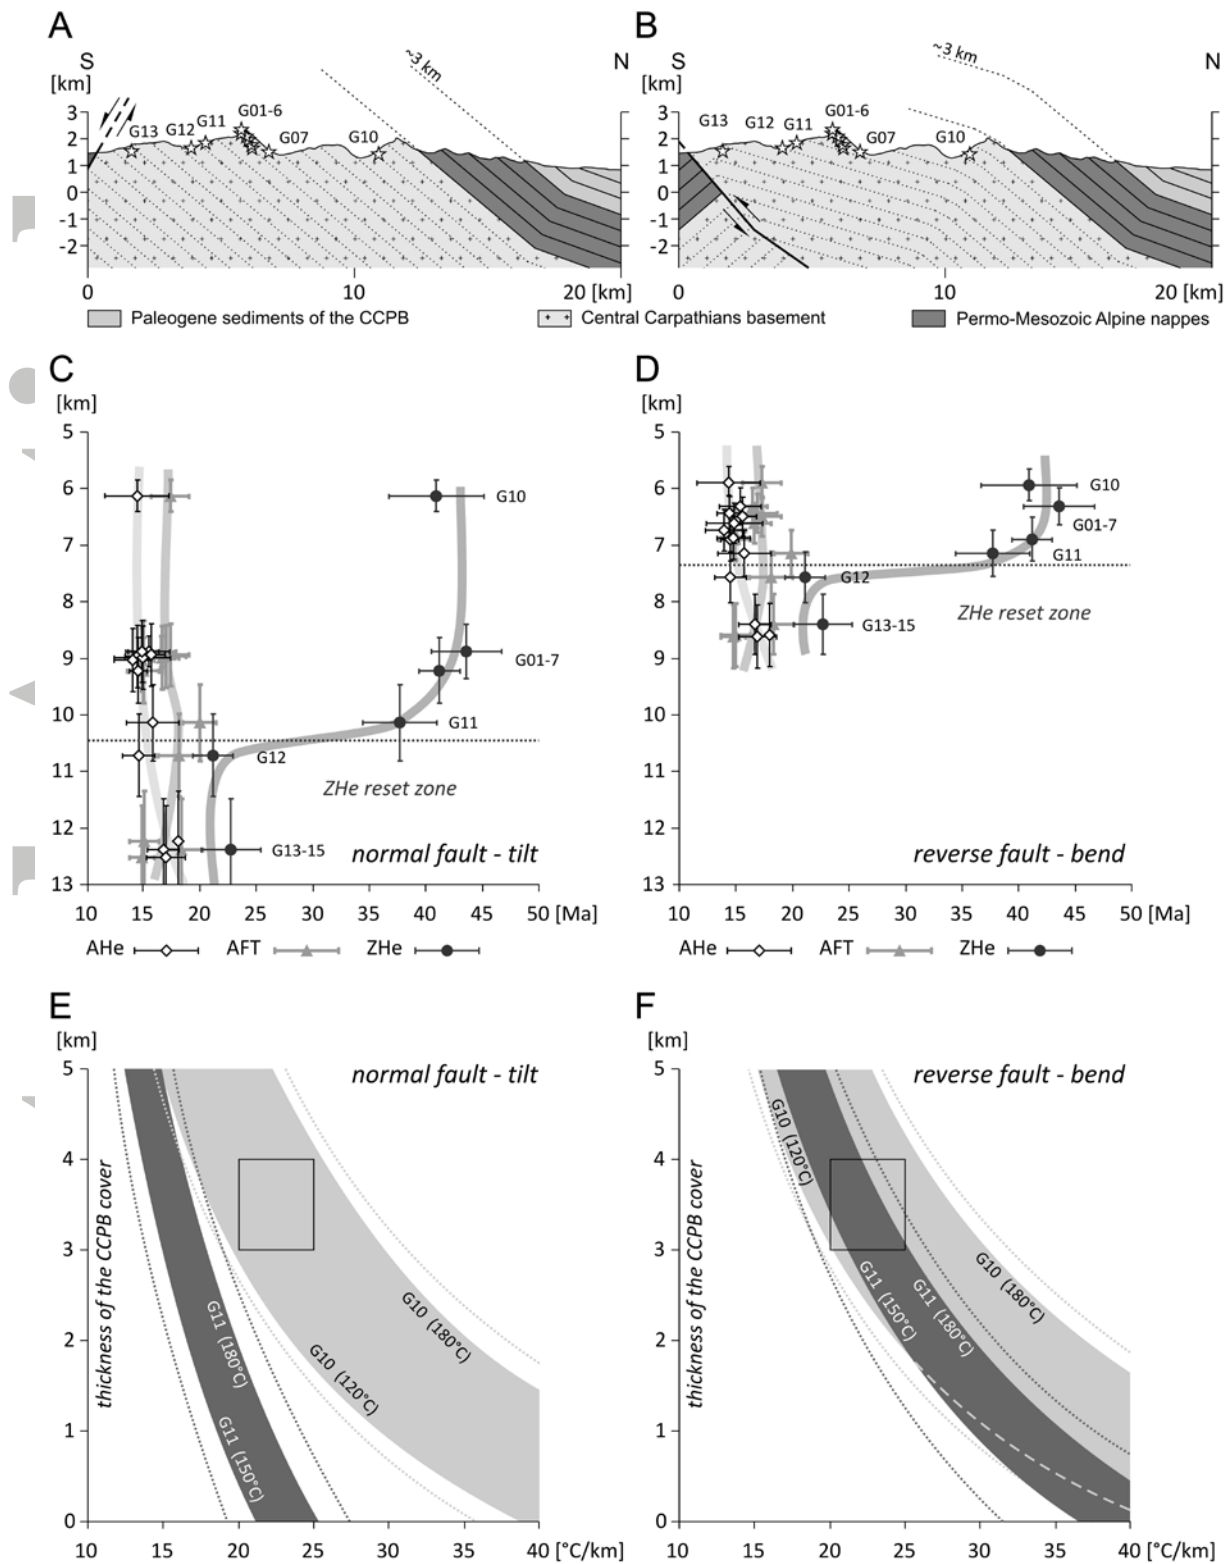 A
B
S
N
S
N
[km]
[km]
~3 km
~3 km
G13
G12
G11
G01-6
G07
G10
G13
G12
G11
G01-6
G07
G10
3
2
1
0
-1
-2
3
2
1
0
-1
-2
0
10
20 [km]
0
10
20 [km]
Paleogene sediments of the CCPB
Central Carpathians basement
Permo-Mesozoic Alpine nappes
C
[km]
5
6
7
8
9
10
11
12
13
G10
G01-7
G11
G12
ZHe reset zone
G13-15
normal fault - tilt
10
15
20
25
30
35
40
45
50 [Ma]
AHe
AFT
ZHe
D
[km]
5
6
7
8
9
10
11
12
13
G10
G01-7
G11
G12
ZHe reset zone
G13-15
reverse fault - bend
10
15
20
25
30
35
40
45
50 [Ma]
AHe
AFT
ZHe
E
[km]
5
4
3
2
1
0
normal fault - tilt
thickness of the CCPB cover
G10 (180°C)
G10 (120°C)
G11 (180°C)
G11 (150°C)
10
15
20
25
30
35
40
[°C/km]
F
[km]
5
4
3
2
1
0
reverse fault - bend
thickness of the CCPB cover
G10 (120°C)
G10 (180°C)
G11 (150°C)
G11 (180°C)
10
15
20
25
30
35
40
[°C/km]